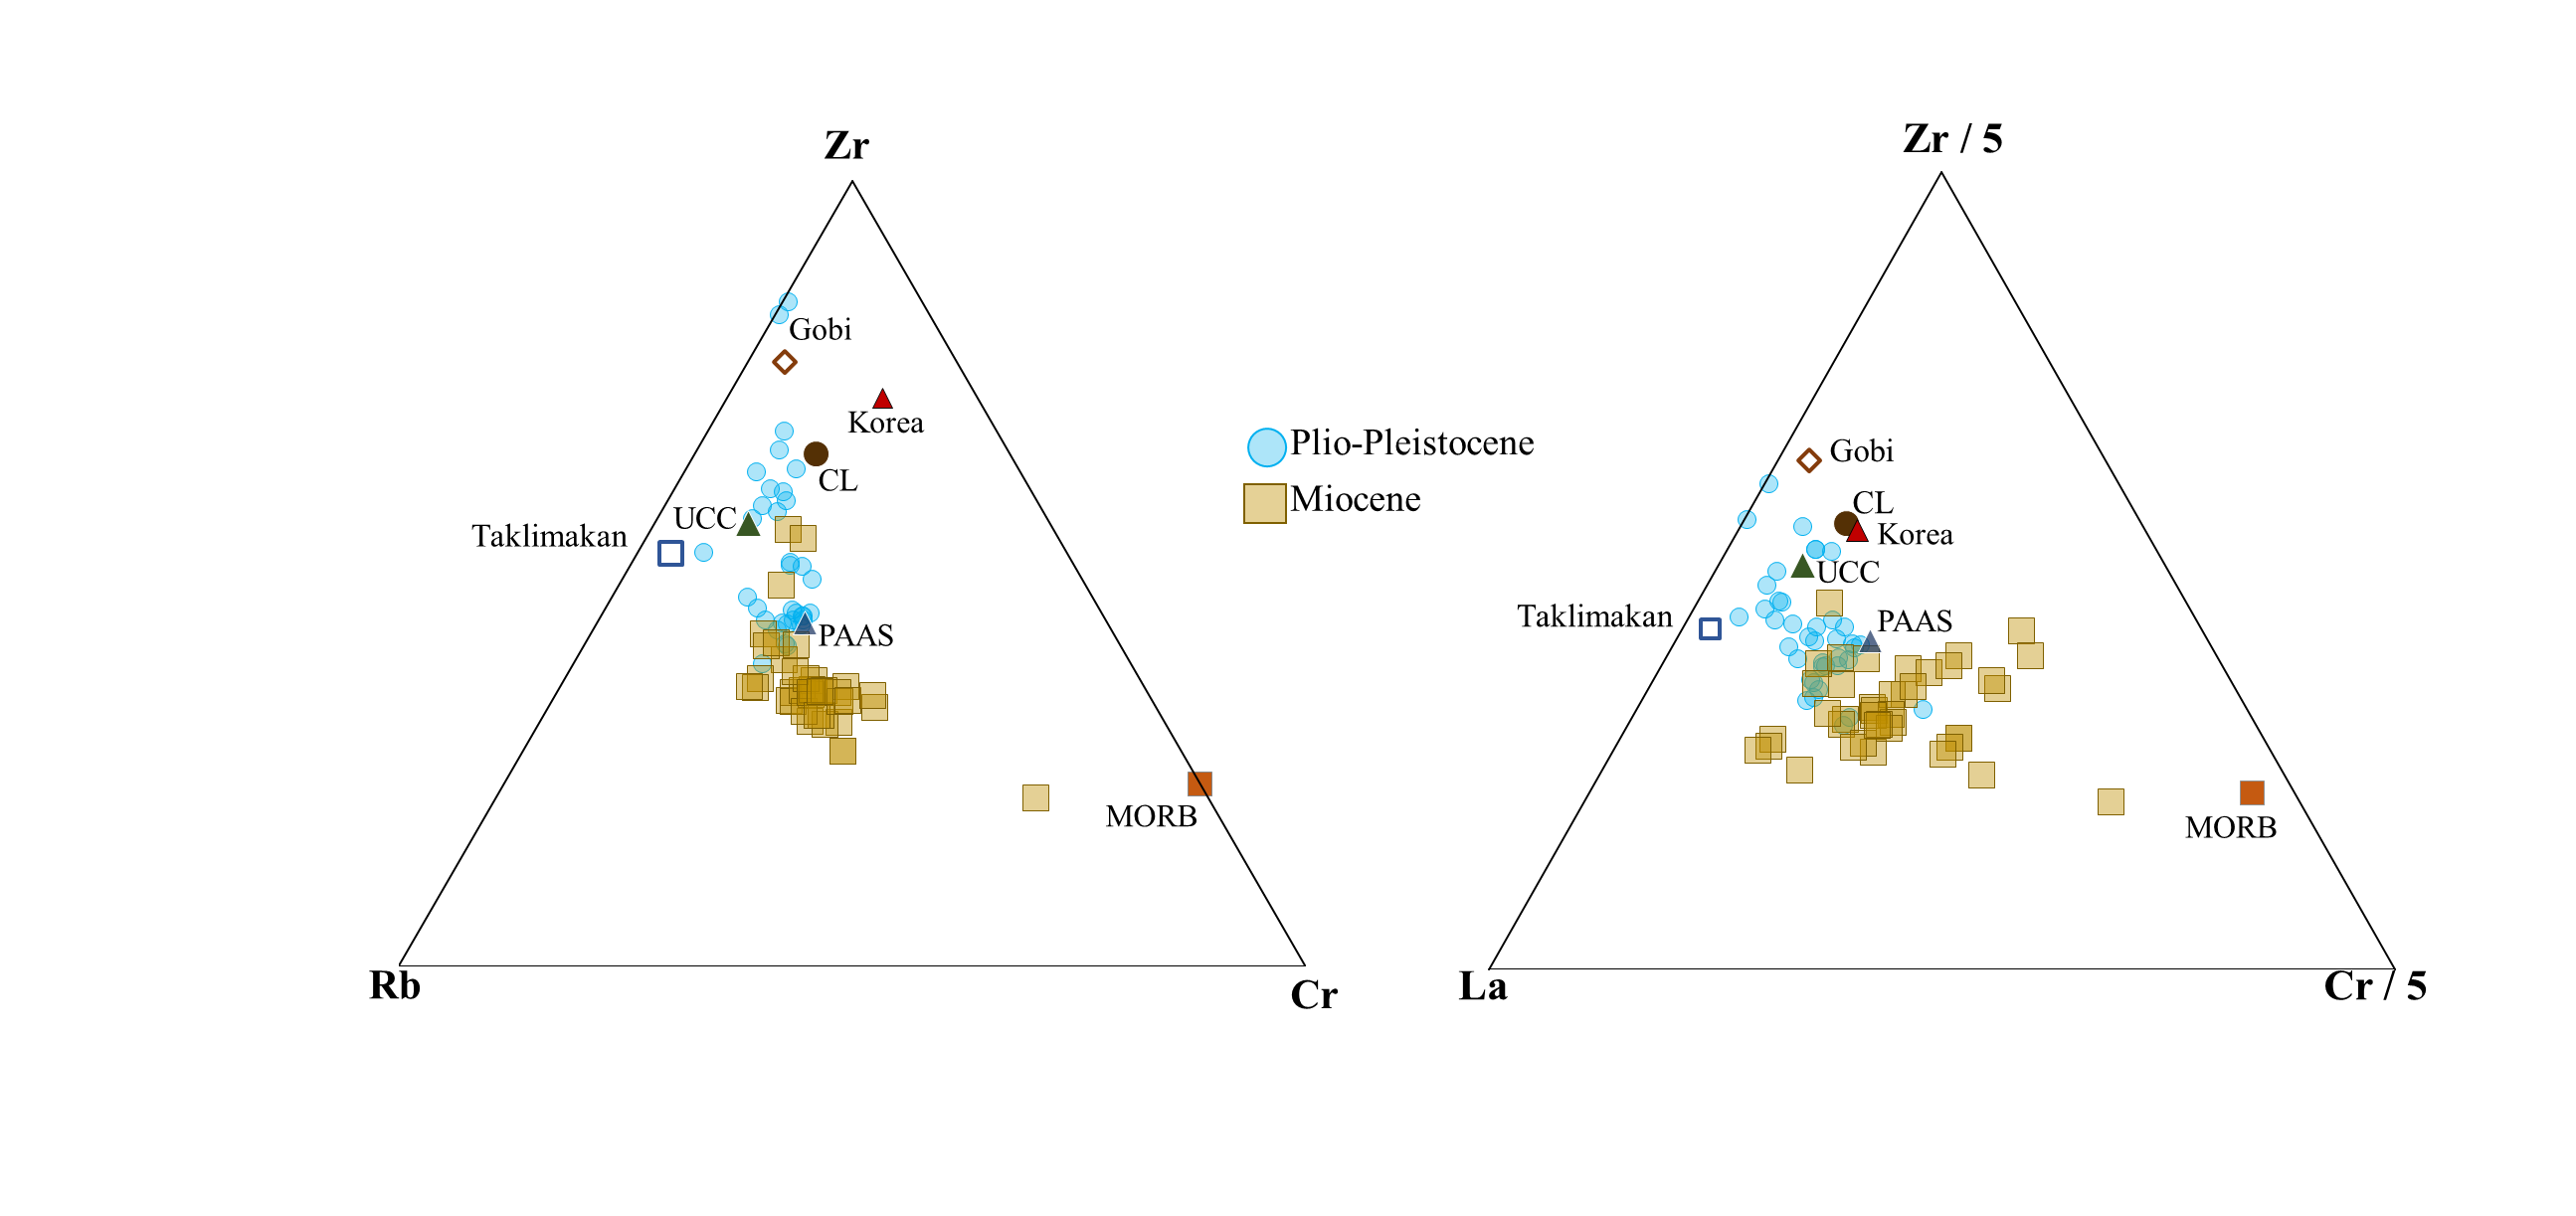 Zr
Gobi
Korea
CL
UCC
Taklimakan
PAAS
MORB
Rb
Cr
Plio-Pleistocene
Miocene
Zr / 5
Gobi
CL
Korea
UCC
Taklimakan
PAAS
MORB
La
Cr / 5